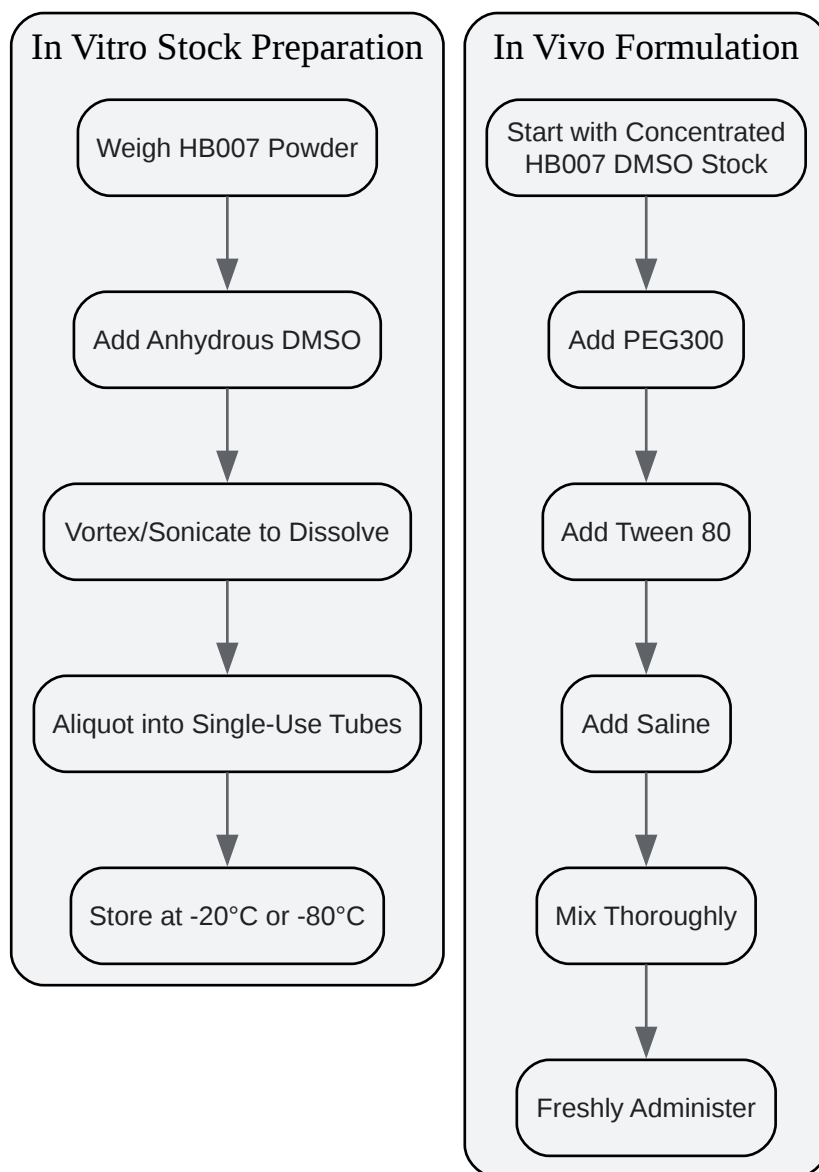 In Vitro Stock Preparation
Weigh HB007 Powder
Add Anhydrous DMSO
Vortex/Sonicate to Dissolve
Aliquot into Single-Use Tubes
Store at -20°C or -80°C
In Vivo Formulation
Start with Concentrated
HB007 DMSO Stock
Add PEG300
Add Tween 80
Add Saline
Mix Thoroughly
Freshly Administer